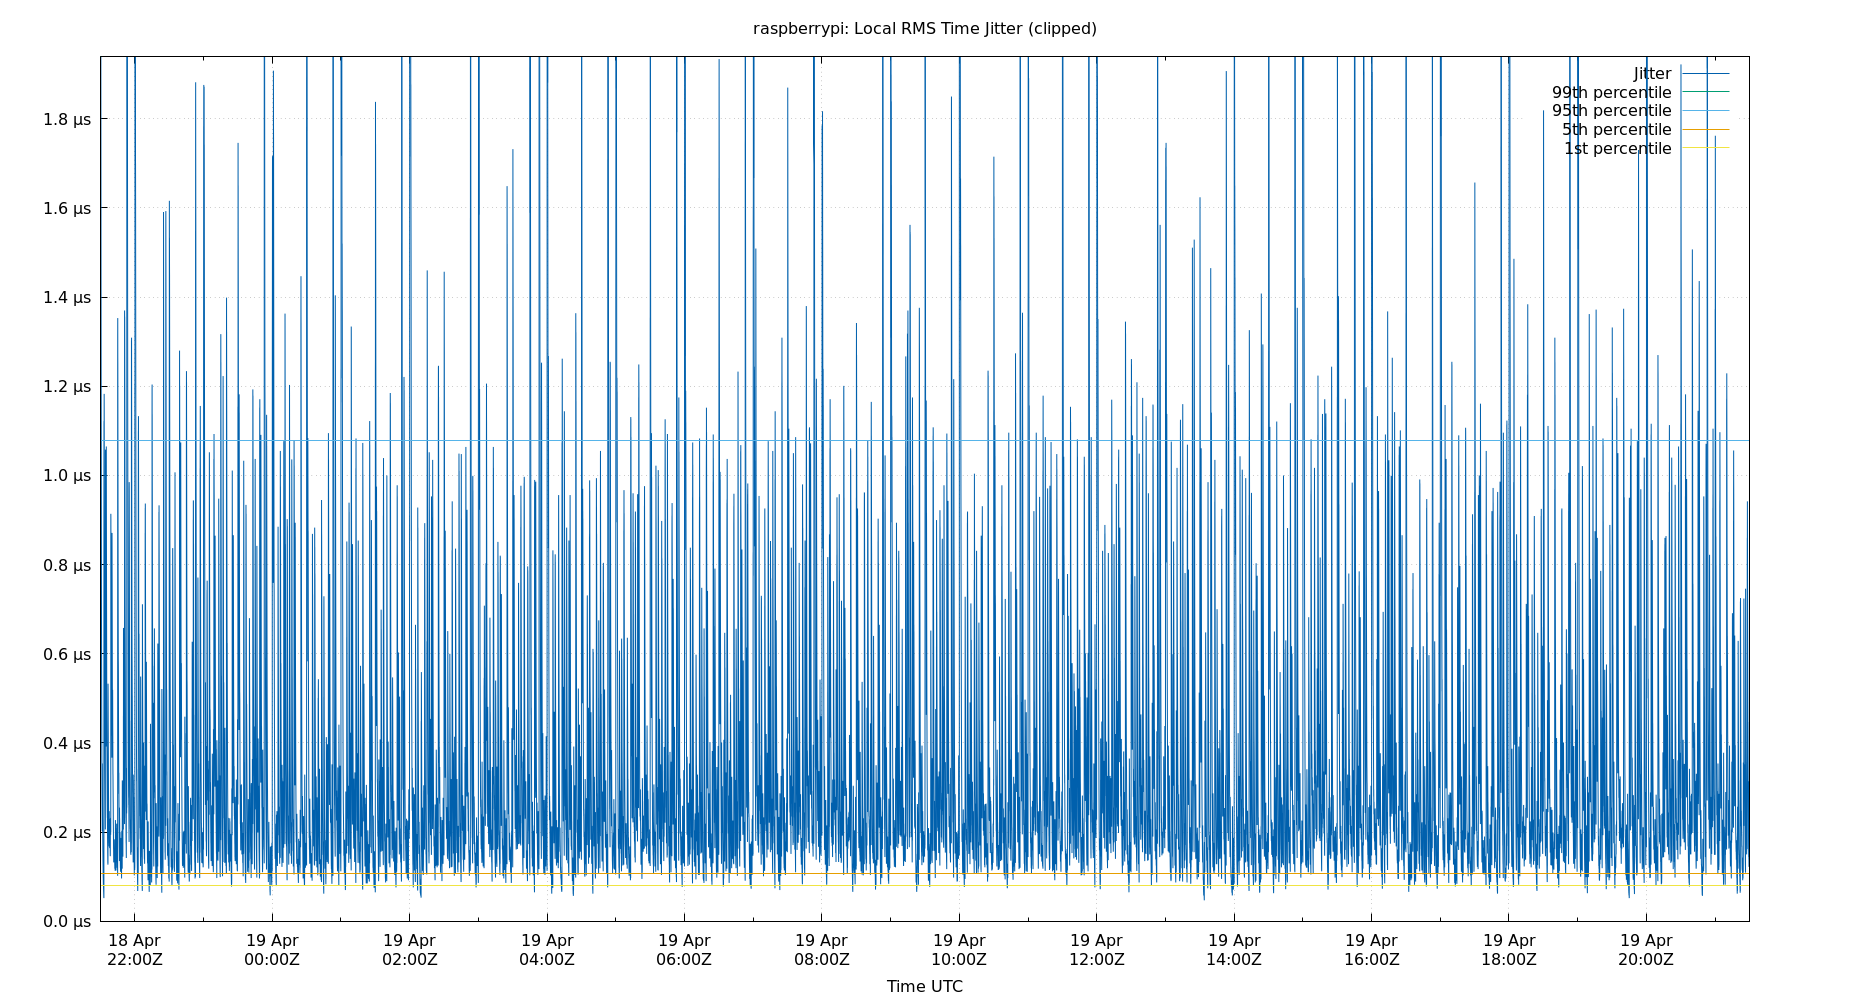 raspberrypi: Local RMS Time Jitter (clipped)
Jitter
99th percentile
95th percentile
5th percentile
1st percentile
1.8 µs
1.6 µs
1.4 µs
1.2 µs
1.0 µs
0.8 µs
0.6 µs
0.4 µs
0.2 µs
0.0 µs
18 Apr 19 Apr 19 Apr 19 Apr 19 Apr 19 Apr 19 Apr 19 Apr 19 Apr 19 Apr 19 Apr 19 Apr
22:00Z 00:00Z 02:00Z 04:00Z 06:00Z 08:00Z 10:00Z 12:00Z 14:00Z 16:00Z 18:00Z 20:00Z
Time UTC